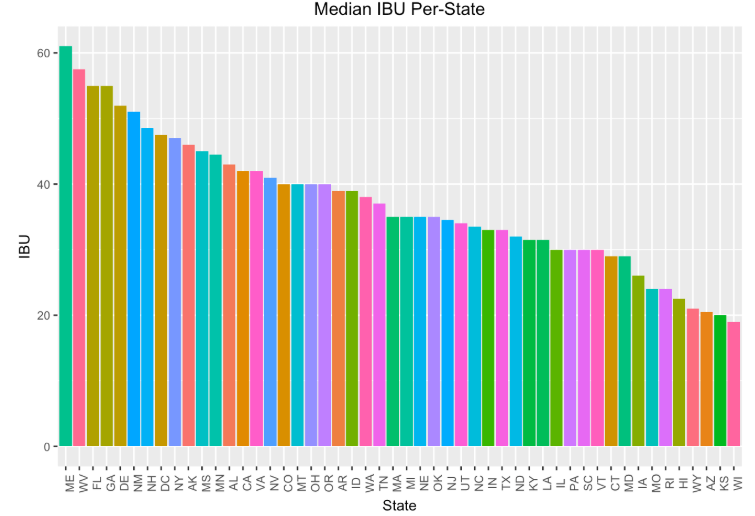 Median IBU Per-State
60
40
20
0
IBU
ME WV FL GA DE NM NH DC NY AK MS MN AL CA VA NV CO MT OH OR AR ID WA TN MA MI NE OK NJ UT NC IN TX ND KY LA IL PA SC VT CT MD IA MO RI HI WY AZ KS WI
State